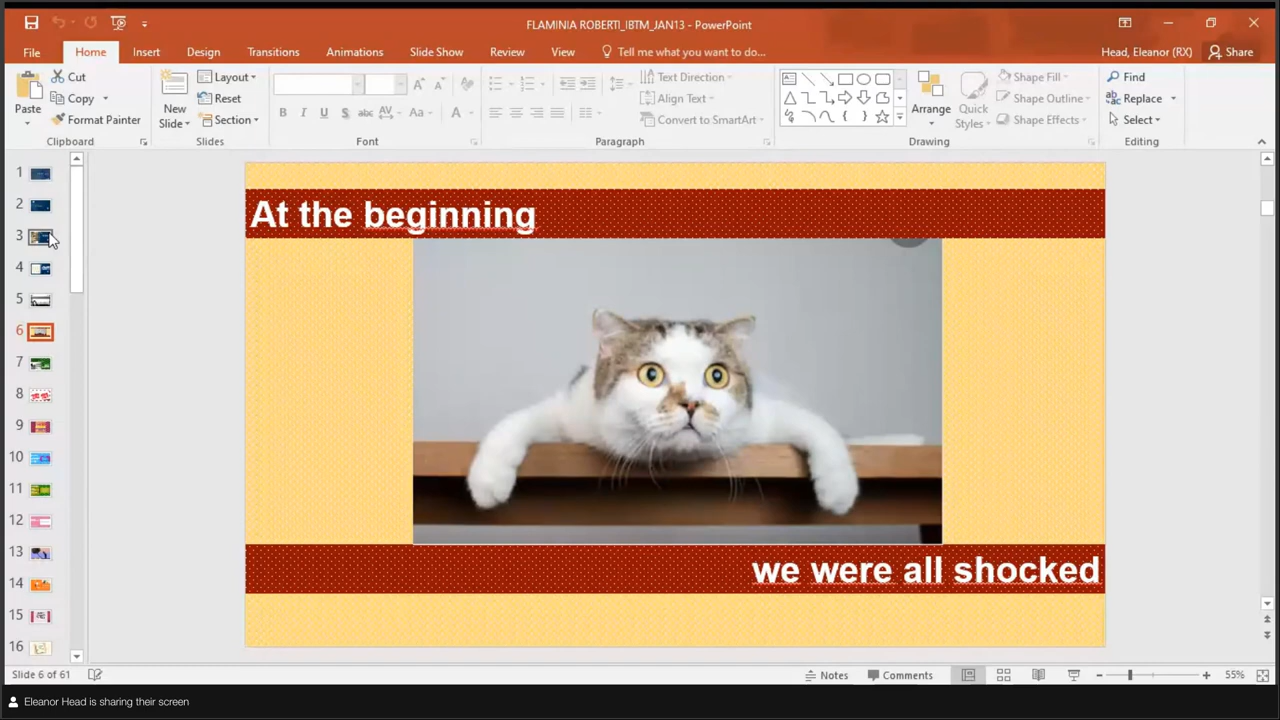 FLAMINIA ROBERTI_IBTM_JAN13 - PowerPoint
File Home Insert Design Transitions Animations Slide Show Review View Tell me what you want to do... Head, Eleanor (RX) Share
Paste Cut Copy Format Painter Clipboard
New Slide Layout Reset Section Slides
B I U S abc AV Aa A Font
Text Direction Align Text Convert to SmartArt Paragraph
Arrange Quick Styles Shape Fill Shape Outline Shape Effects Drawing
Find Replace Select Editing
1
2
3
4
5
6
7
8
9
10
11
12
13
14
15
16
At the beginning
we were all shocked
Slide 6 of 61 Notes Comments 55%
Eleanor Head is sharing their screen